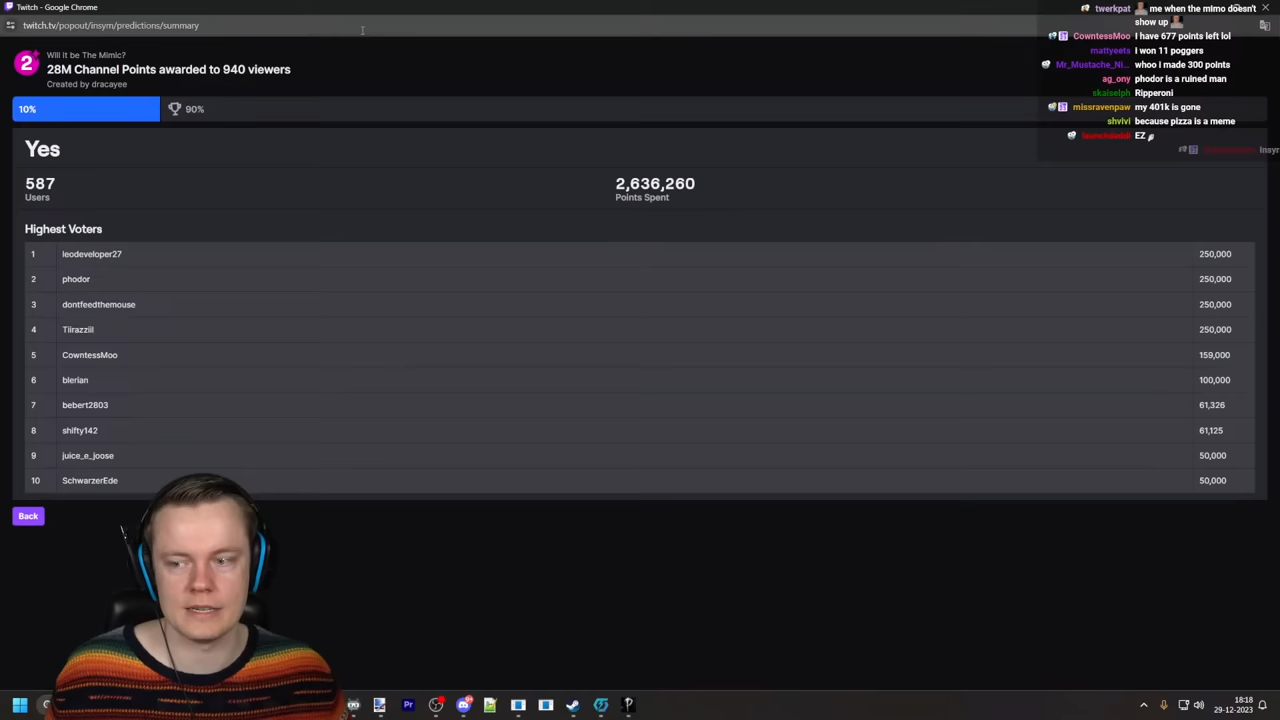 Twitch - Google Chrome
twitch.tv/popout/insym/predictions/summary
2
Will it be The Mimic?
28M Channel Points awarded to 940 viewers
Created by dracayee
10%
90%
Yes
587
Users
2,636,260
Points Spent
Highest Voters
1 leodeveloper27 250,000
2 phodor 250,000
3 dontfeedthemouse 250,000
4 Tiirazziil 250,000
5 CowntessMoo 159,000
6 blerian 100,000
7 bebert2803 61,326
8 shifty142 61,125
9 juice_e_joose 50,000
10 SchwarzerEde 50,000
Back
twerkpat me when the mimo doesn't
show up
CowntessMoo I have 677 points left lol
mattyeets I won 11 poggers
Mr_Mustache_Ni... whoo I made 300 points
ag_ony phodor is a ruined man
skaiselph Ripperoni
missravenpaw my 401k is gone
shvivi because pizza is a meme
EZ
Insyr
Pr
18:18
29-12-2023